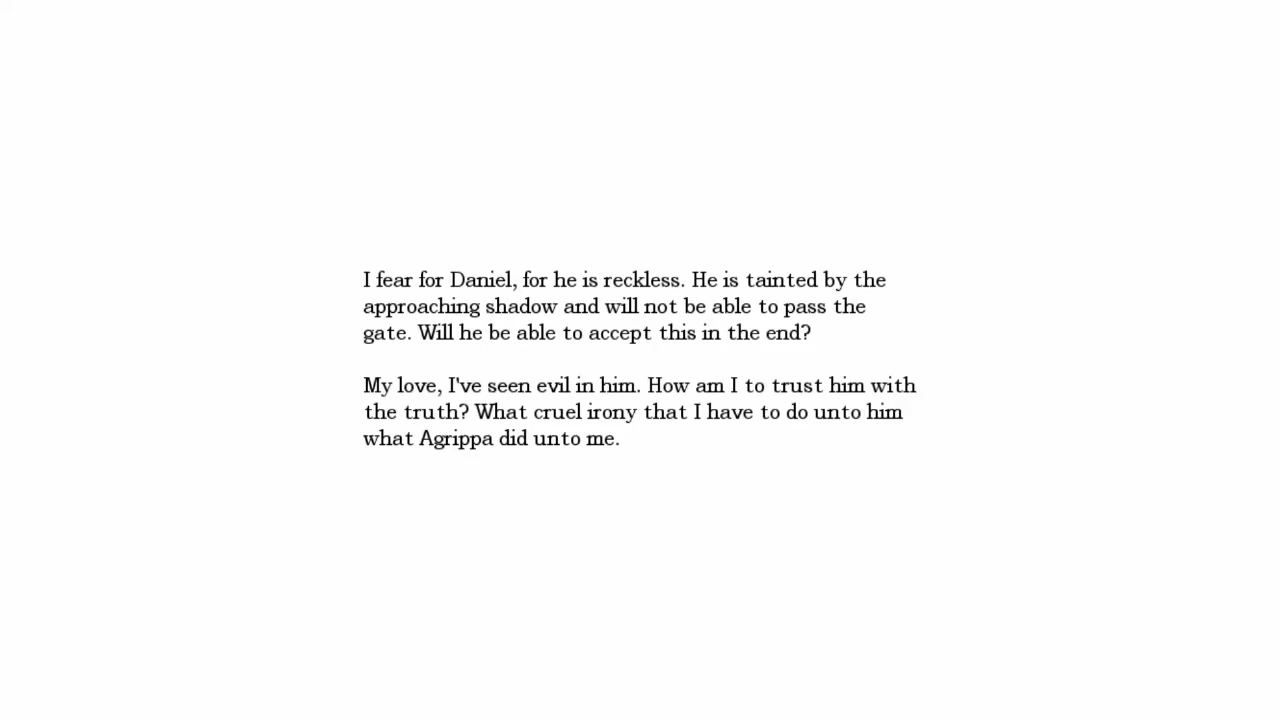 I fear for Daniel, for he is reckless. He is tainted by the
approaching shadow and will not be able to pass the
gate. Will he be able to accept this in the end?
My love, I've seen evil in him. How am I to trust him with
the truth? What cruel irony that I have to do unto him
what Agrippa did unto me.